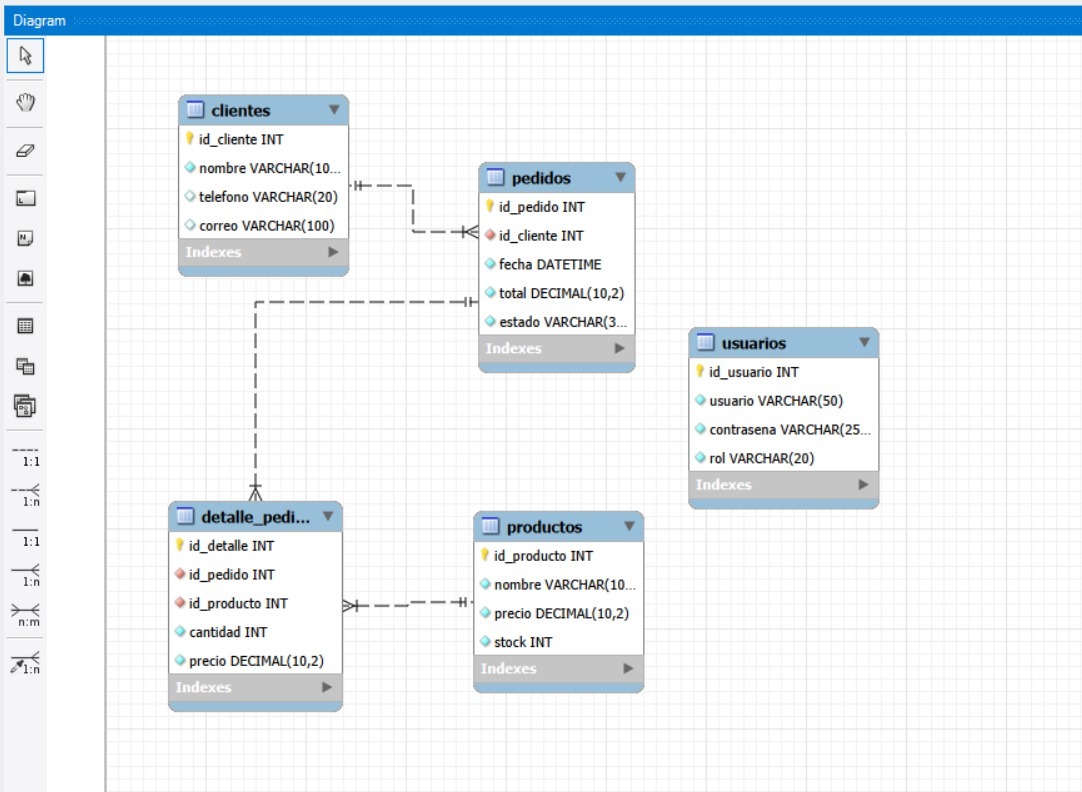 Diagram
clientes
id_cliente INT
nombre VARCHAR(10...
telefono VARCHAR(20)
correo VARCHAR(100)
Indexes
pedidos
id_pedido INT
id_cliente INT
fecha DATETIME
total DECIMAL(10,2)
estado VARCHAR(3...
Indexes
usuarios
id_usuario INT
usuario VARCHAR(50)
contrasena VARCHAR(25...
rol VARCHAR(20)
Indexes
detalle_pedi...
id_detalle INT
id_pedido INT
id_producto INT
cantidad INT
precio DECIMAL(10,2)
Indexes
productos
id_producto INT
nombre VARCHAR(10...
precio DECIMAL(10,2)
stock INT
Indexes
1:1
1:n
1:1
1:n
n:m
1:n